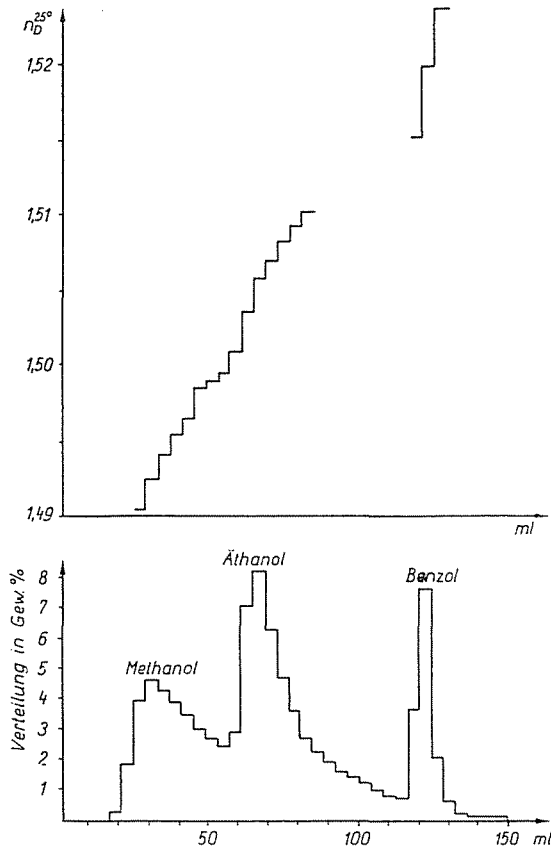 n_D^25°
1,52
1,51
1,50
1,49
ml
Verteilung in Gew. %
8
7
6
5
4
3
2
1
Methanol
Äthanol
Benzol
50
100
150
ml